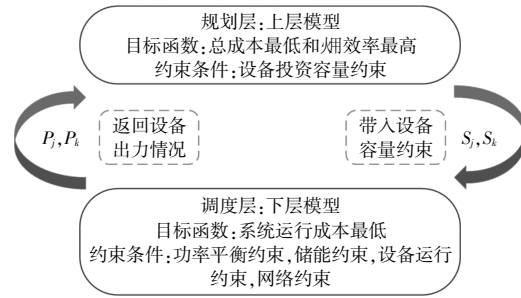 规划层:上层模型
目标函数:总成本最低和㶲效率最高
约束条件:设备投资容量约束
P_j,P_k
返回设备
出力情况
带入设备
容量约束
S_j,S_k
调度层:下层模型
目标函数:系统运行成本最低
约束条件:功率平衡约束,储能约束,设备运行
约束,网络约束